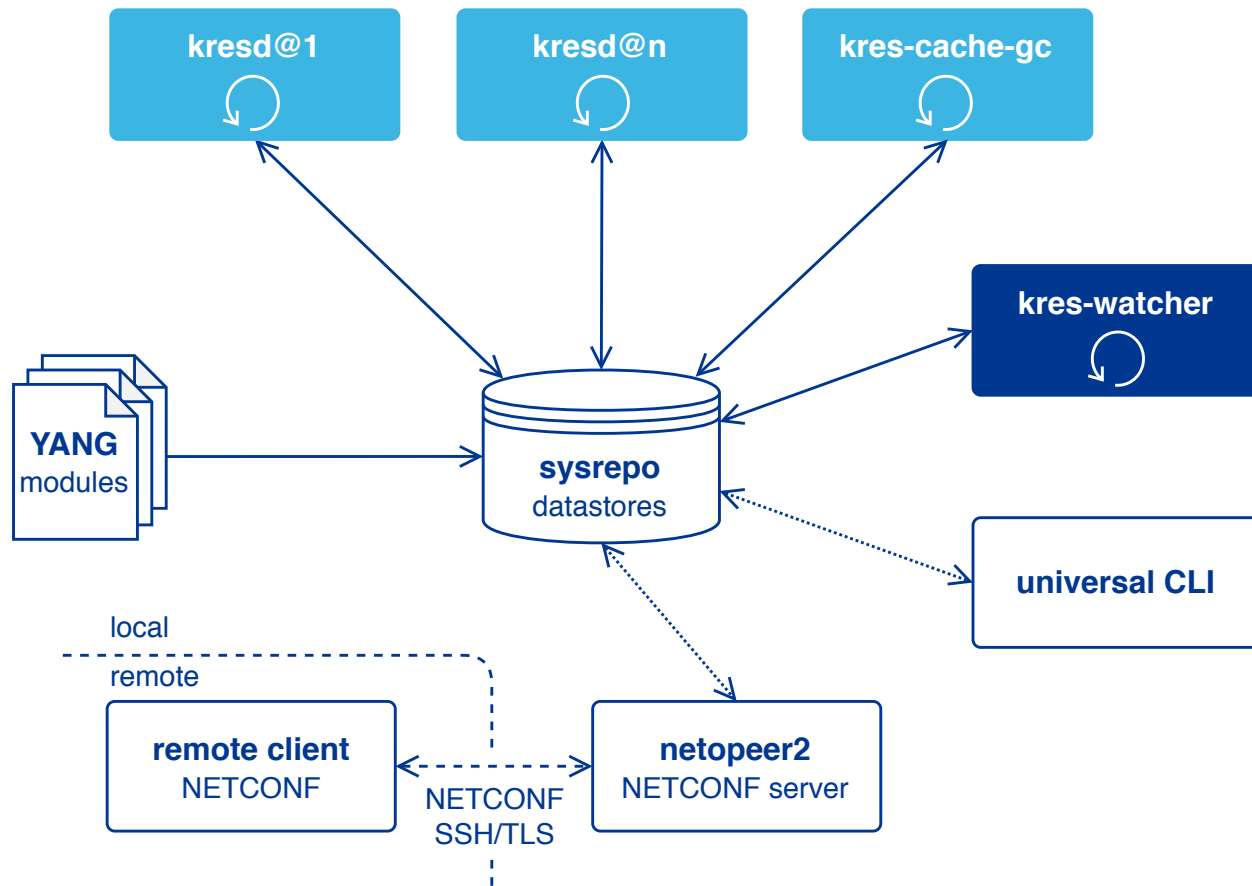 kresd@1
kresd@n
kres-cache-gc
kres-watcher
YANG
modules
sysrepo
datastores
universal CLI
local
remote
remote client
NETCONF
NETCONF
SSH/TLS
netopeer2
NETCONF server